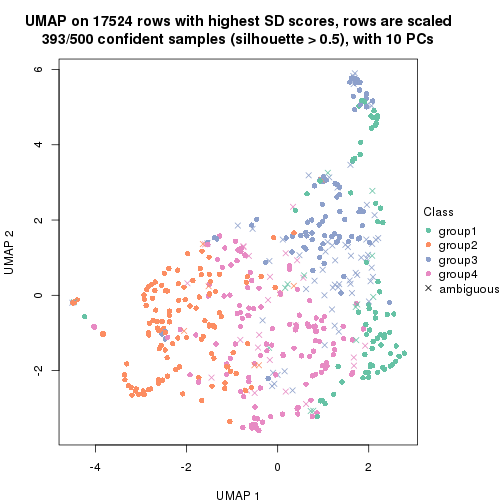 UMAP on 17524 rows with highest SD scores, rows are scaled
393/500 confident samples (silhouette > 0.5), with 10 PCs
6
4
2
0
-2
UMAP 2
-4
-2
0
2
UMAP 1
Class
group1
group2
group3
group4
ambiguous